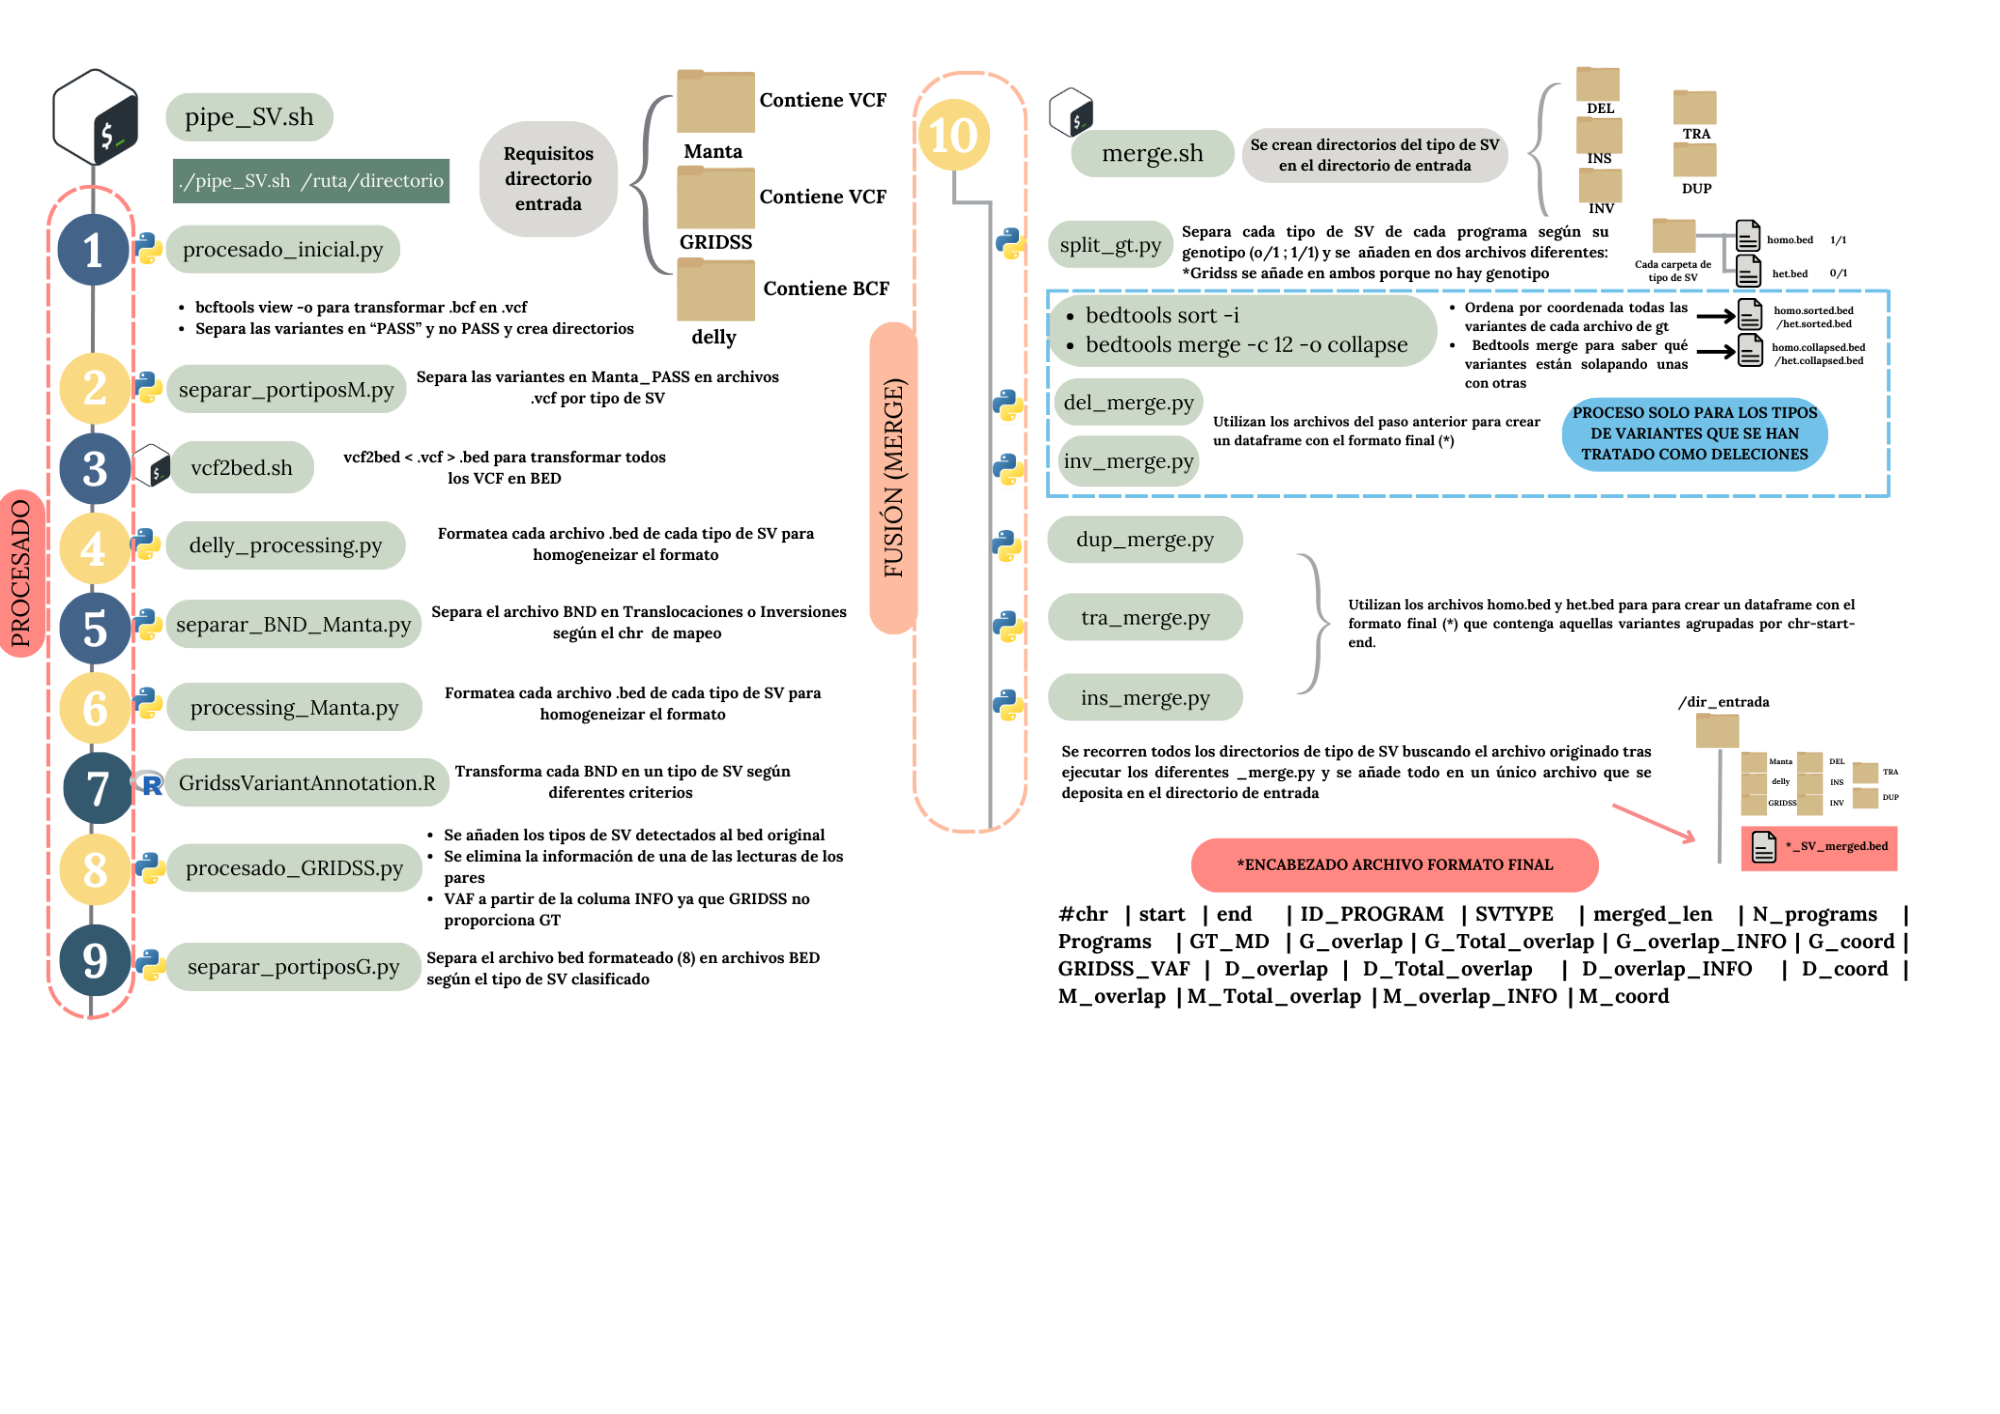 pipe_SV.sh
./pipe_SV.sh /ruta/directorio
Requisitos
directorio
entrada
Contiene VCF
Manta
Contiene VCF
GRIDSS
Contiene BCF
delly
PROCESADO
1
procesado_inicial.py
• bcftools view -o para transformar .bcf en .vcf
• Separa las variantes en “PASS” y no PASS y crea directorios
2
separar_portiposM.py
Separa las variantes en Manta_PASS en archivos
.vcf por tipo de SV
3
vcf2bed.sh
vcf2bed < .vcf > .bed para transformar todos
los VCF en BED
4
delly_processing.py
Formatea cada archivo .bed de cada tipo de SV para
homogeneizar el formato
5
separar_BND_Manta.py
Separa el archivo BND en Translocaciones o Inversiones
según el chr de mapeo
6
processing_Manta.py
Formatea cada archivo .bed de cada tipo de SV para
homogeneizar el formato
7
R
GridssVariantAnnotation.R
Transforma cada BND en un tipo de SV según
diferentes criterios
8
procesado_GRIDSS.py
• Se añaden los tipos de SV detectados al bed original
• Se elimina la información de una de las lecturas de los
pares
• VAF a partir de la columa INFO ya que GRIDSS no
proporciona GT
9
separar_portiposG.py
Separa el archivo bed formateado (8) en archivos BED
según el tipo de SV clasificado
FUSIÓN (MERGE)
10
merge.sh
Se crean directorios del tipo de SV
en el directorio de entrada
DEL
INS
INV
TRA
DUP
split_gt.py
Separa cada tipo de SV de cada programa según su
genotipo (0/1 ; 1/1) y se añaden en dos archivos diferentes:
*Gridss se añade en ambos porque no hay genotipo
Cada carpeta de
tipo de SV
homo.bed 1/1
het.bed 0/1
• bedtools sort -i
• bedtools merge -c 12 -o collapse
• Ordena por coordenada todas las
variantes de cada archivo de gt
• Bedtools merge para saber qué
variantes están solapando unas
con otras
homo.sorted.bed
/het.sorted.bed
homo.collapsed.bed
/het.collapsed.bed
del_merge.py
inv_merge.py
Utilizan los archivos del paso anterior para crear
un dataframe con el formato final (*)
PROCESO SOLO PARA LOS TIPOS
DE VARIANTES QUE SE HAN
TRATADO COMO DELECIONES
dup_merge.py
tra_merge.py
ins_merge.py
Utilizan los archivos homo.bed y het.bed para para crear un dataframe con el
formato final (*) que contenga aquellas variantes agrupadas por chr-start-
end.
Se recorren todos los directorios de tipo de SV buscando el archivo originado tras
ejecutar los diferentes _merge.py y se añade todo en un único archivo que se
deposita en el directorio de entrada
/dir_entrada
Manta
delly
GRIDSS
DEL
INS
INV
TRA
DUP
*_SV_merged.bed
*ENCABEZADO ARCHIVO FORMATO FINAL
#chr | start | end | ID_PROGRAM | SVTYPE | merged_len | N_programs |
Programs | GT_MD | G_overlap | G_Total_overlap | G_overlap_INFO | G_coord |
GRIDSS_VAF | D_overlap | D_Total_overlap | D_overlap_INFO | D_coord |
M_overlap | M_Total_overlap | M_overlap_INFO | M_coord